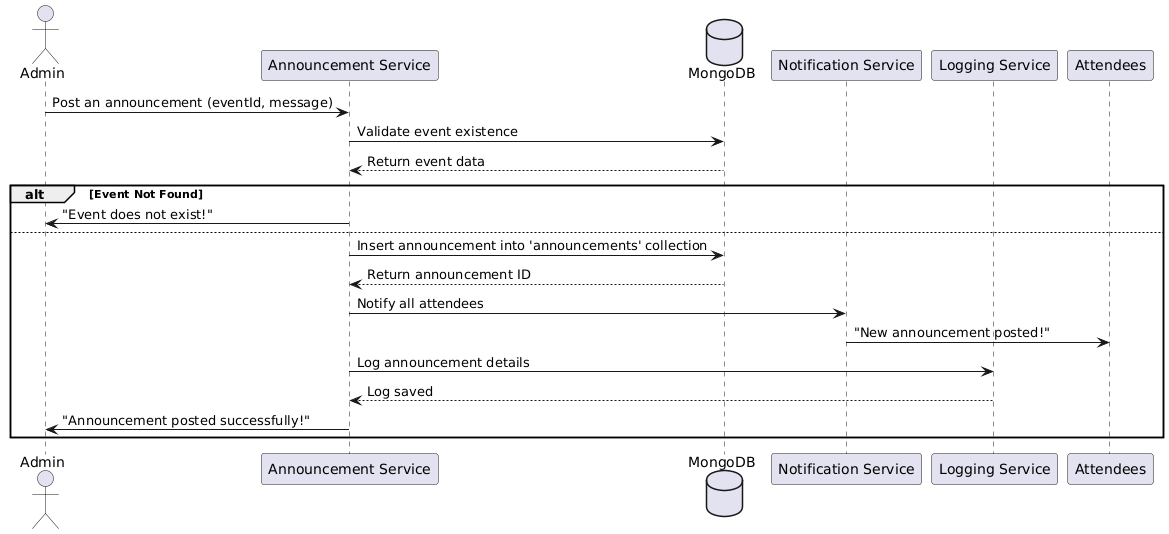 Admin
Announcement Service
MongoDB
Notification Service
Logging Service
Attendees
Post an announcement (eventId, message)
Validate event existence
Return event data
alt
[Event Not Found]
"Event does not exist!"
Insert announcement into 'announcements' collection
Return announcement ID
Notify all attendees
"New announcement posted!"
Log announcement details
Log saved
"Announcement posted successfully!"
Admin
Announcement Service
MongoDB
Notification Service
Logging Service
Attendees